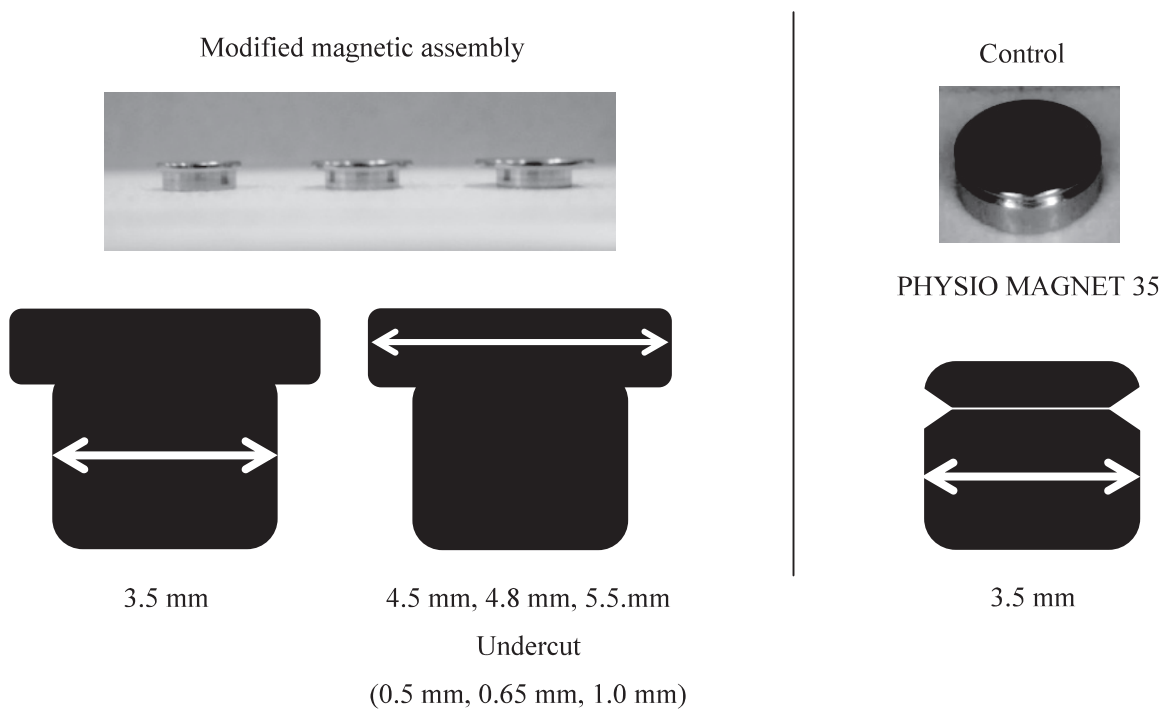 Modified magnetic assembly
Control
PHYSIO MAGNET 35
3.5 mm
4.5 mm, 4.8 mm, 5.5.mm
3.5 mm
Undercut
(0.5 mm, 0.65 mm, 1.0 mm)